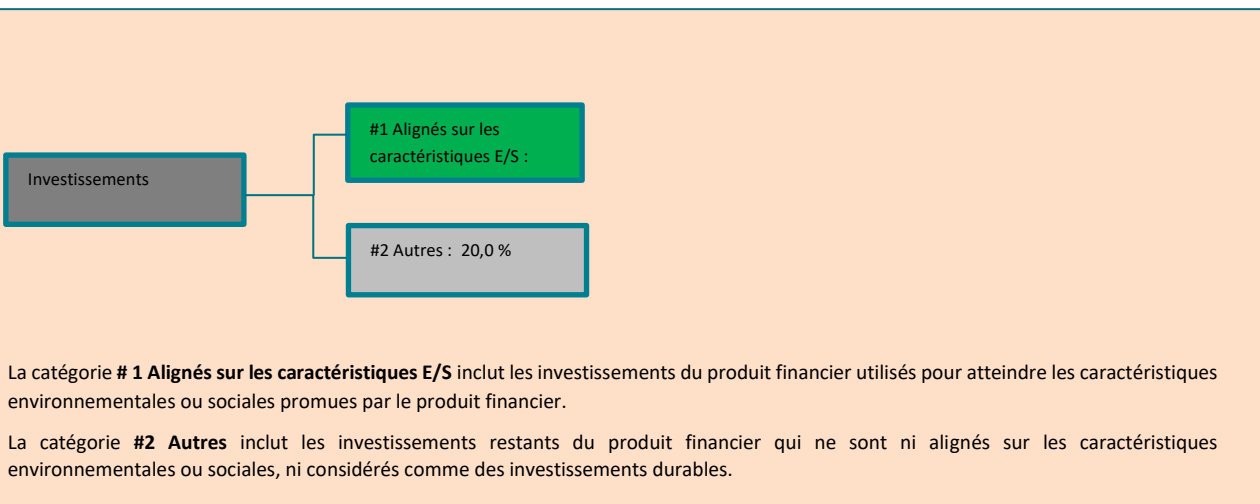 #1 Alignés sur les
caractéristiques E/S :
Investissements
#2 Autres : 20,0 %
La catégorie # 1 Alignés sur les caractéristiques E/S inclut les investissements du produit financier utilisés pour atteindre les caractéristiques
environnementales ou sociales promues par le produit financier.
La catégorie #2 Autres inclut les investissements restants du produit financier qui ne sont ni alignés sur les caractéristiques
environnementales ou sociales, ni considérés comme des investissements durables.